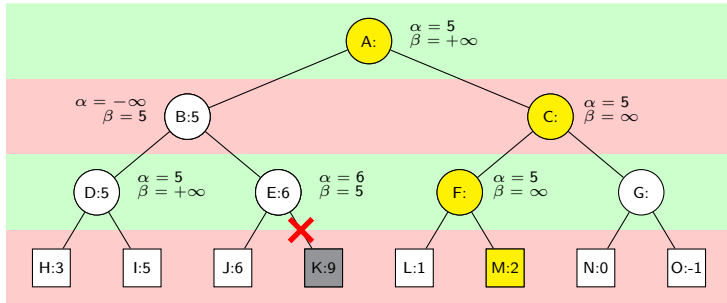 A:
α = 5
β = +∞
α = −∞
β = 5
B:5
C:
α = 5
β = ∞
D:5
α = 5
β = +∞
E:6
α = 6
β = 5
F:
α = 5
β = ∞
G:
H:3
I:5
J:6
K:9
L:1
M:2
N:0
O:-1